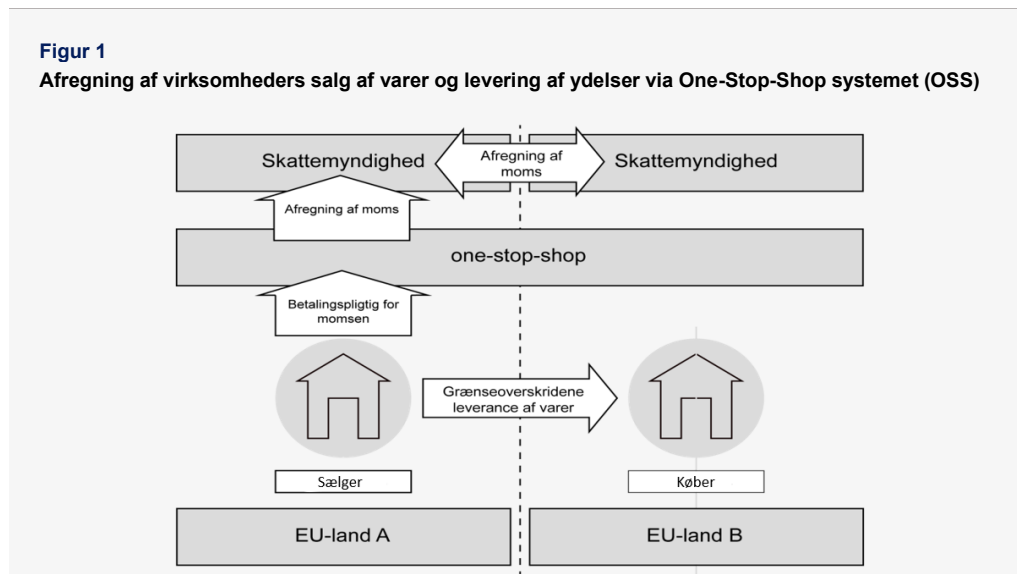 Figur 1
Afregning af virksomheders salg af varer og levering af ydelser via One-Stop-Shop systemet (OSS)
Skattemyndighed
Afregning af
moms
Skattemyndighed
Afregning af moms
one-stop-shop
Betalingspligtig for
momsen
Grænseoverskridene
leverance af varer
Sælger
Køber
EU-land A
EU-land B